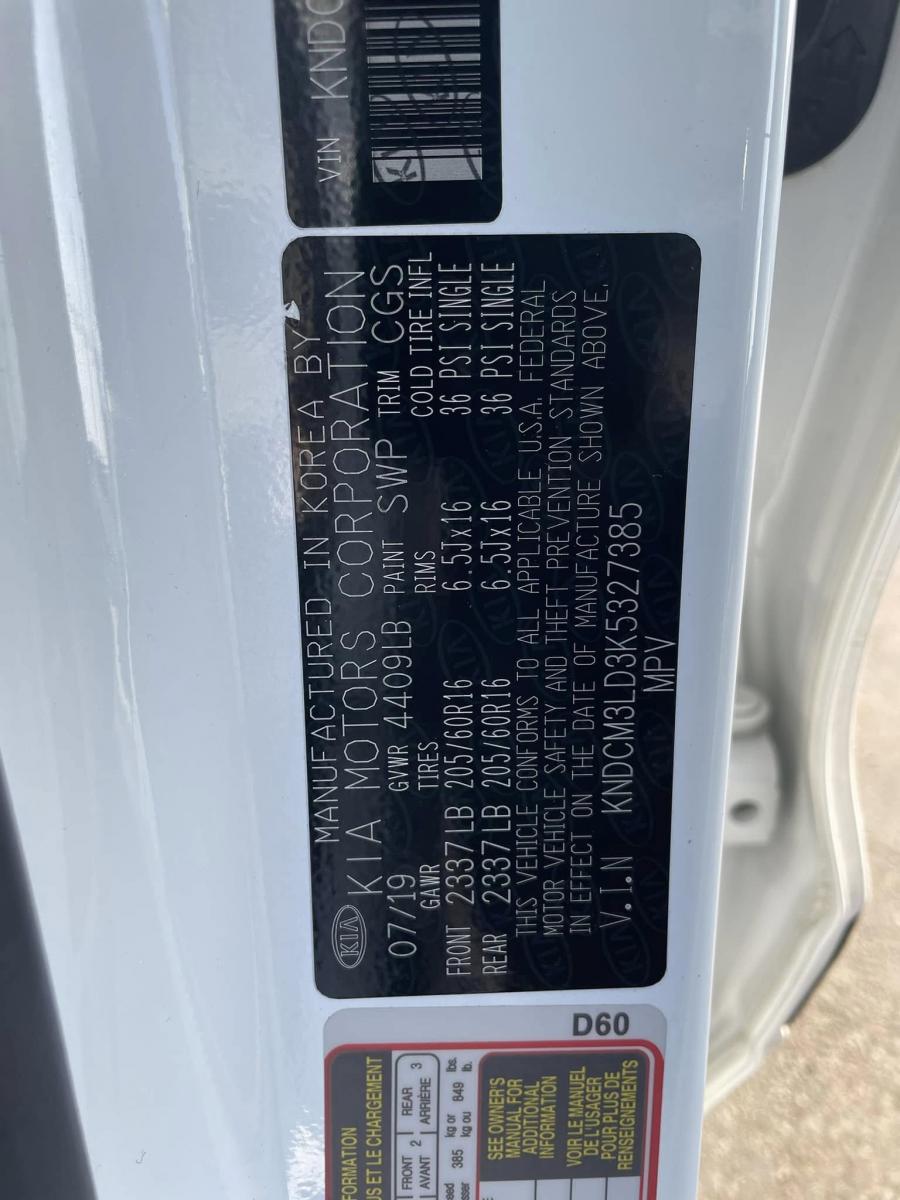 VIN KNDC
K
MANUFACTURED IN KOREA BY
KIA KIA MOTORS CORPORATION
07/19 GVWR 4409LB PAINT SWP TRIM CGS
GAWR TIRES RIMS COLD TIRE INFL
FRONT 2337LB 205/60R16 6.5Jx16 36 PSI SINGLE
REAR 2337LB 205/60R16 6.5Jx16 36 PSI SINGLE
THIS VEHICLE CONFORMS TO ALL APPLICABLE U.S.A. FEDERAL
MOTOR VEHICLE SAFETY AND THEFT PREVENTION STANDARDS
IN EFFECT ON THE DATE OF MANUFACTURE SHOWN ABOVE.
V.I.N KNDCM3LD3K5327385
MPV
D60
FORMATION
US ET LE CHARGEMENT
FRONT 2 REAR 3
AVANT 2 ARRIÈRE 3
385 kg or 849 lbs.
kg ou lb.
SEE OWNER'S
MANUAL FOR
ADDITIONAL
INFORMATION
VOIR LE MANUEL
DE L'USAGER
POUR PLUS DE
RENSEIGNEMENTS